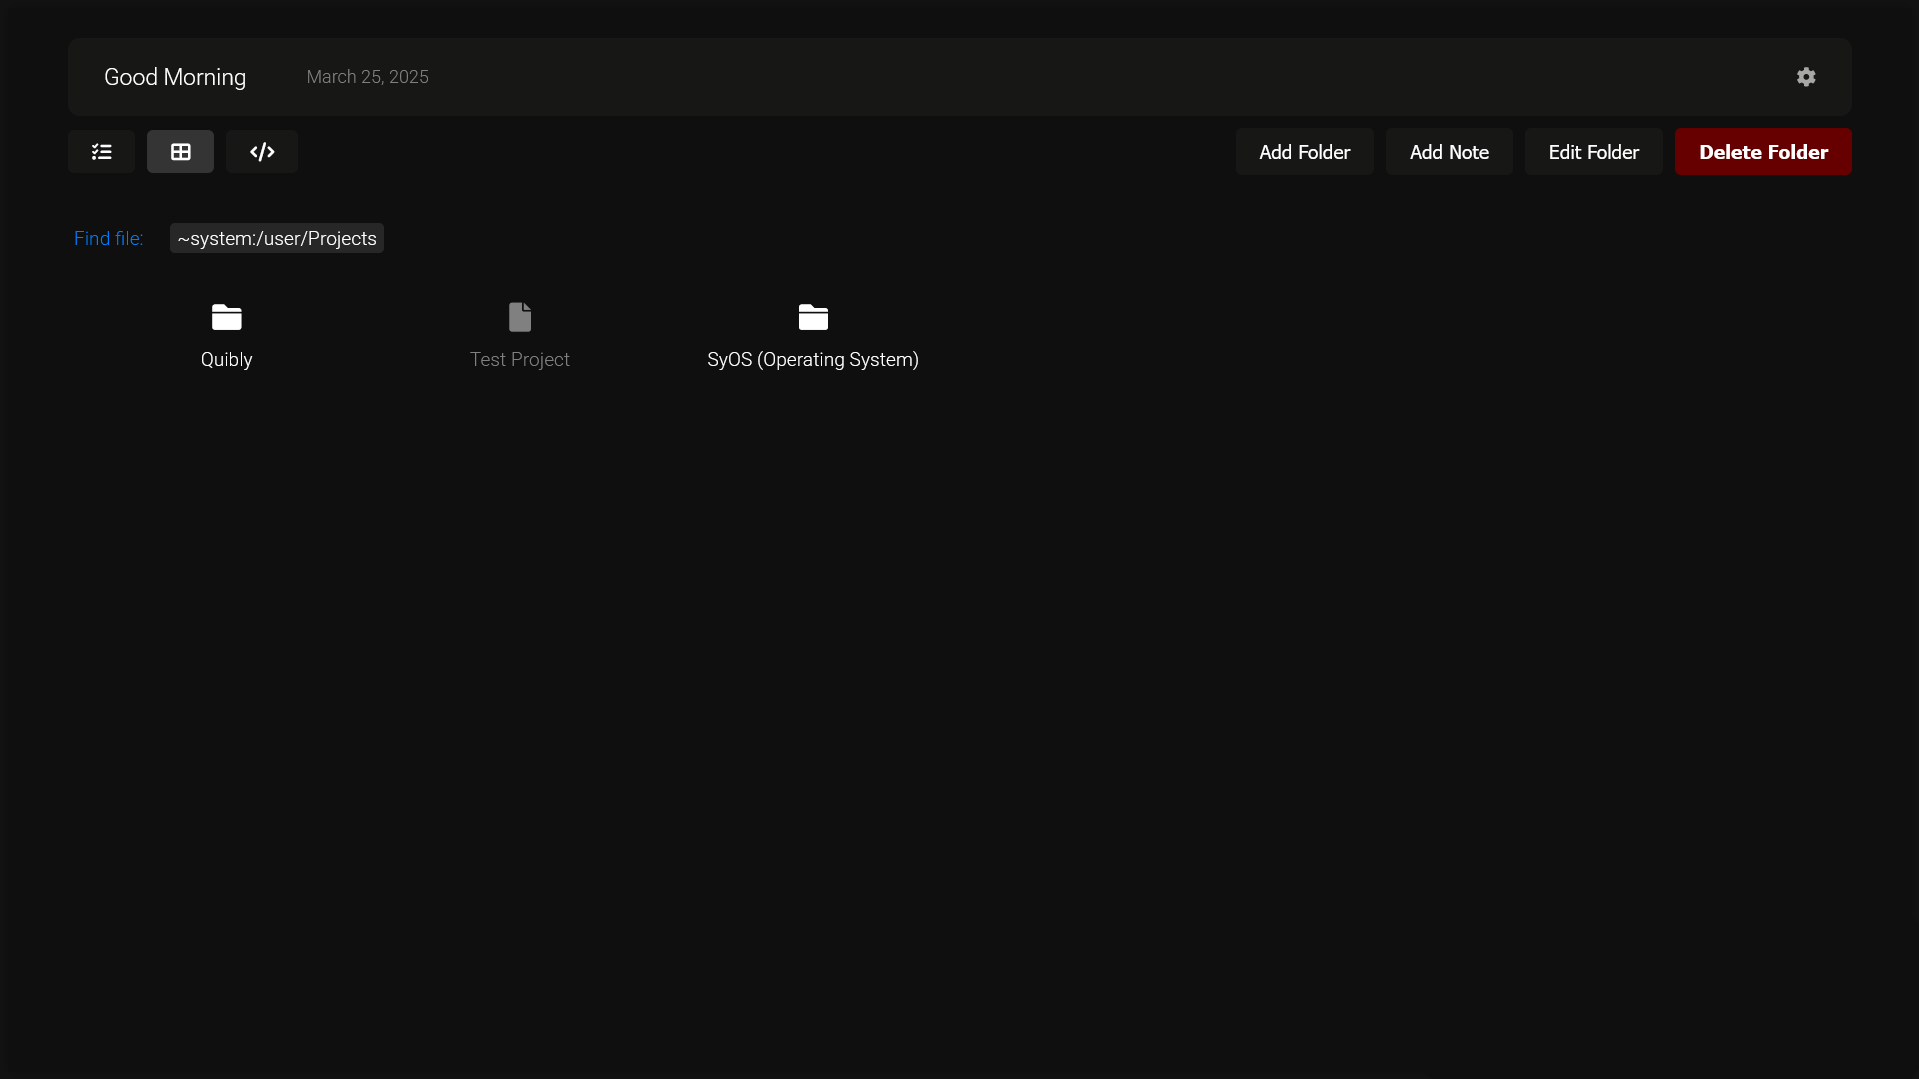 Good Morning
March 25, 2025
Add Folder
Add Note
Edit Folder
Delete Folder
Find file:
~system:/user/Projects
Quibly
Test Project
SyOS (Operating System)